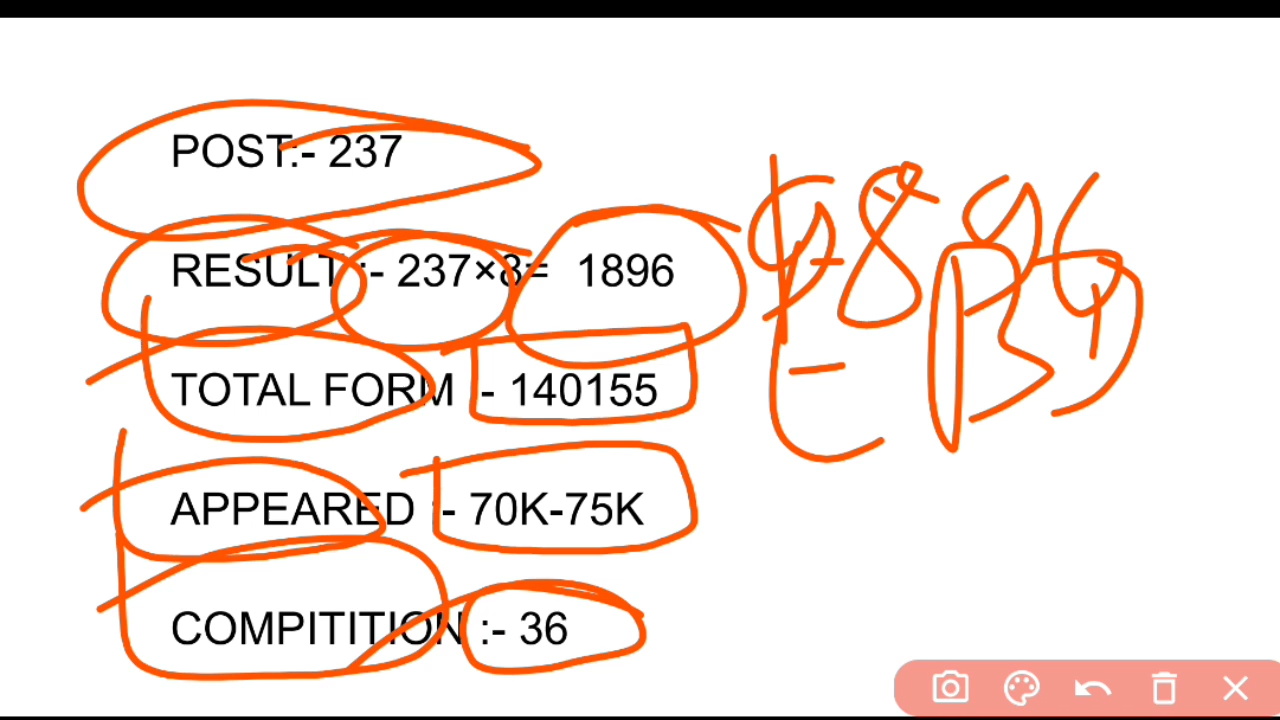 POST:- 237
RESULT :- 237×8= 1896
TOTAL FORM :- 140155
APPEARED :- 70K-75K
COMPITITION :- 36